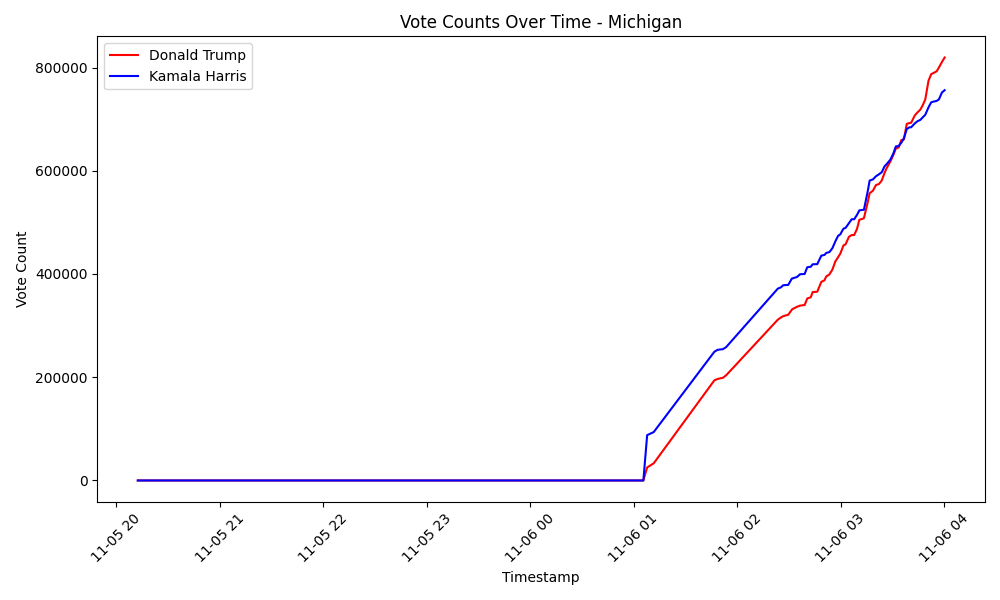 Vote Counts Over Time - Michigan
Donald Trump
Kamala Harris
Vote Count
800000
600000
400000
200000
0
11-05 20
11-05 21
11-05 22
11-05 23
11-06 00
11-06 01
11-06 02
11-06 03
11-06 04
Timestamp